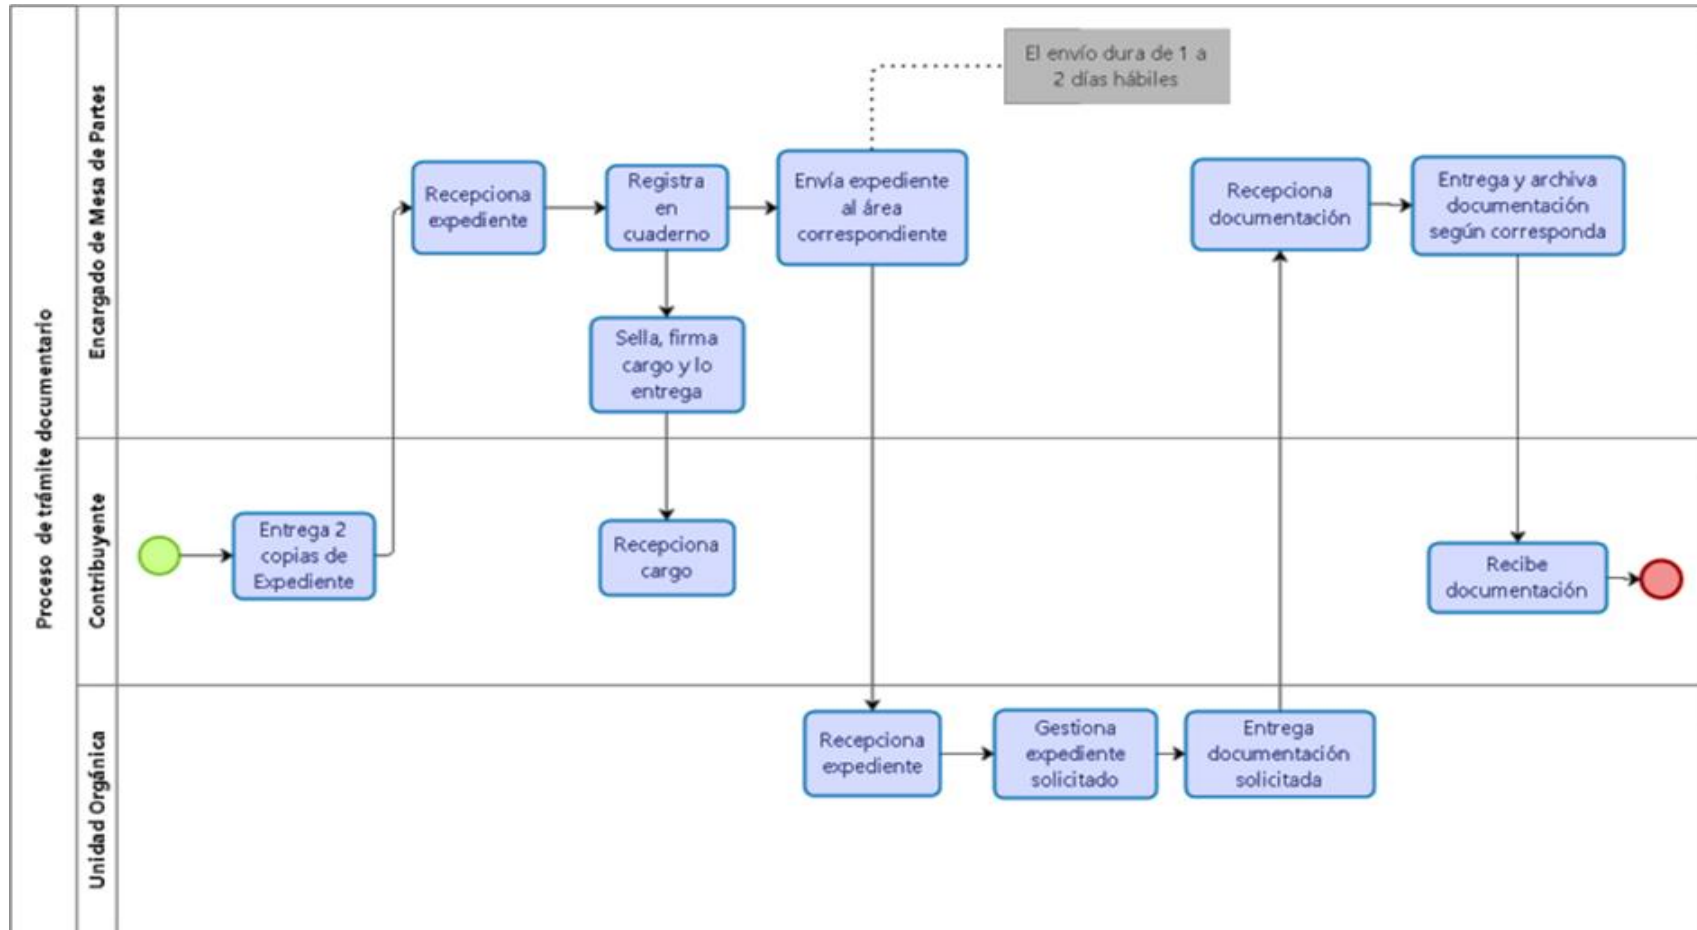 Proceso de trámite documentario
Encargado de Mesa de Partes
El envío dura de 1 a
2 días hábiles
Recepciona
expediente
Registra
en
cuaderno
Envía expediente
al área
correspondiente
Recepciona
documentación
Entrega y archiva
documentación
según corresponda
Sella, firma
cargo y lo
entrega
Contribuyente
Entrega 2
copias de
Expediente
Recepciona
cargo
Recibe
documentación
Unidad Orgánica
Recepciona
expediente
Gestiona
expediente
solicitado
Entrega
documentación
solicitada